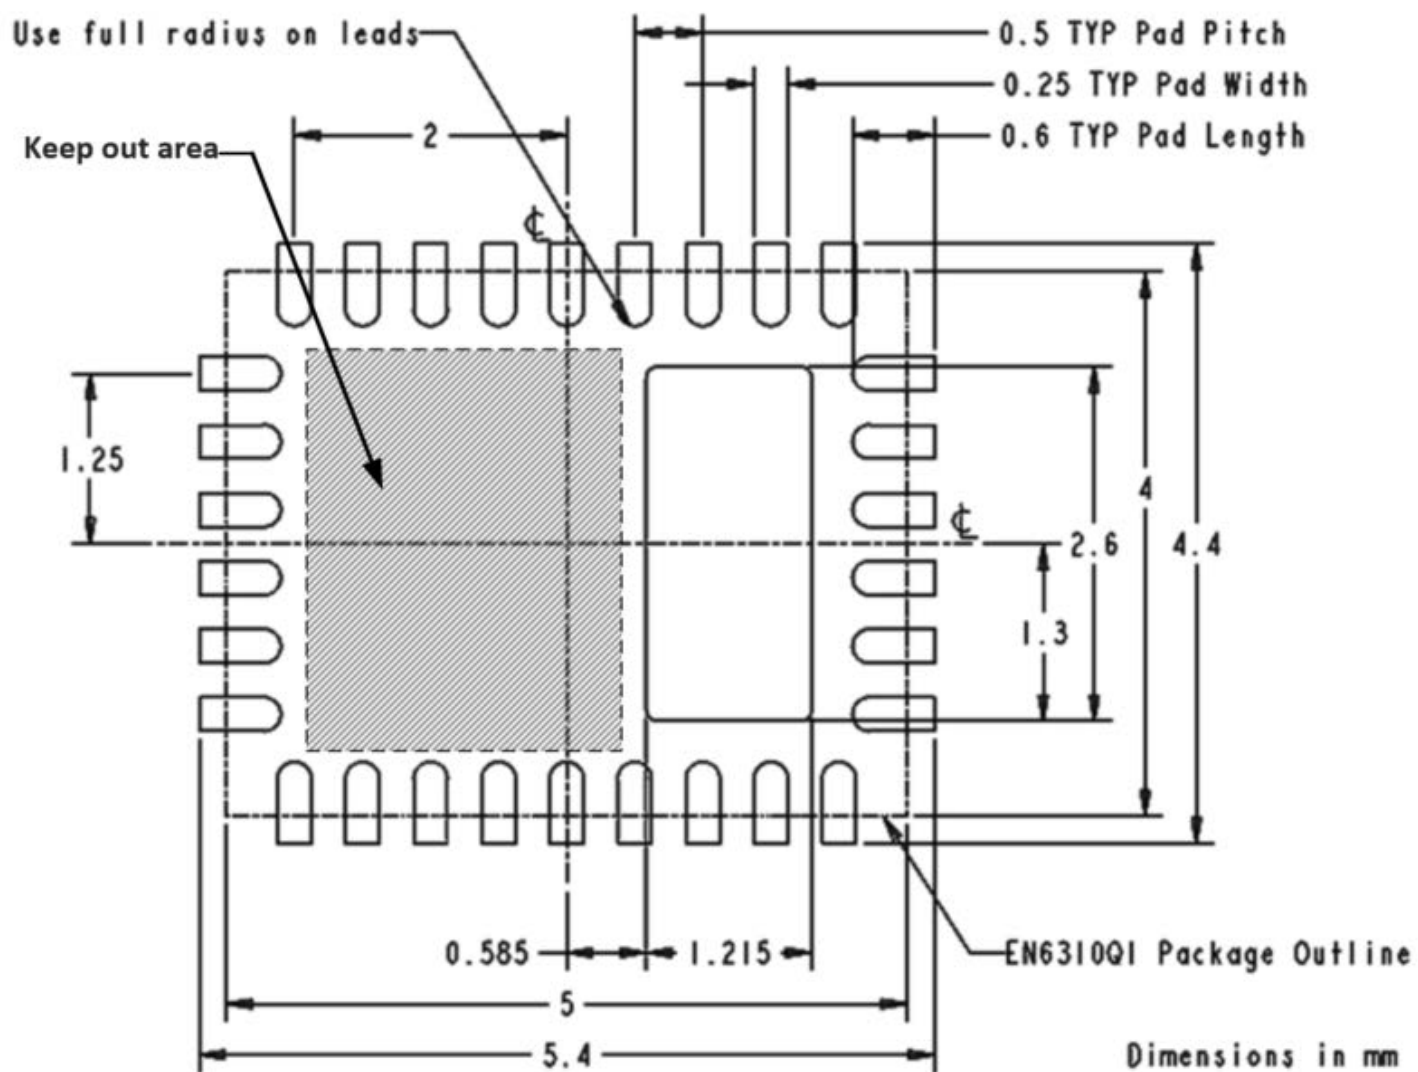 Use full radius on leads
0.5 TYP Pad Pitch
0.25 TYP Pad Width
0.6 TYP Pad Length
2
Keep out area
℄
1.25
℄
4
2.6
4.4
1.3
0.585
1.215
EN6310QI Package Outline
5
5.4
Dimensions in mm